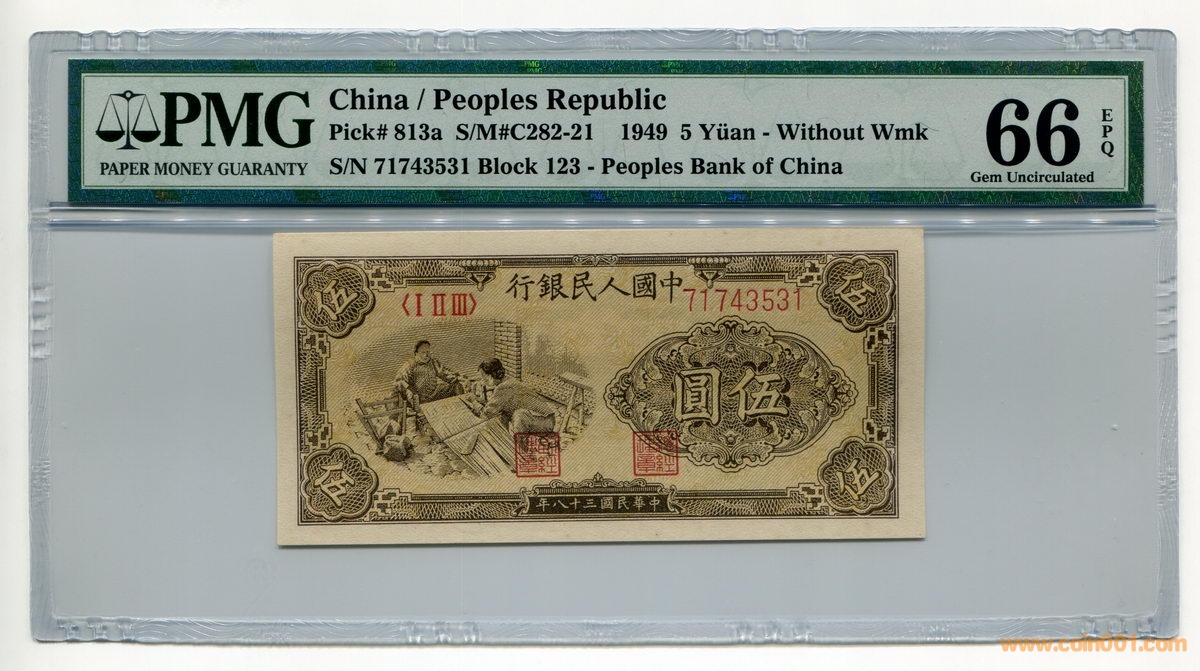 PMG
PMG
PMG PAPER MONEY GUARANTY
China / Peoples Republic
Pick# 813a S/M#C282-21 1949 5 Yüan - Without Wmk
S/N 71743531 Block 123 - Peoples Bank of China
66 EPQ
Gem Uncirculated
行銀民人國中
伍
伍
〈I II III〉
71743531
圓伍
伍
伍
年八十三國民華中
www.coin001.com